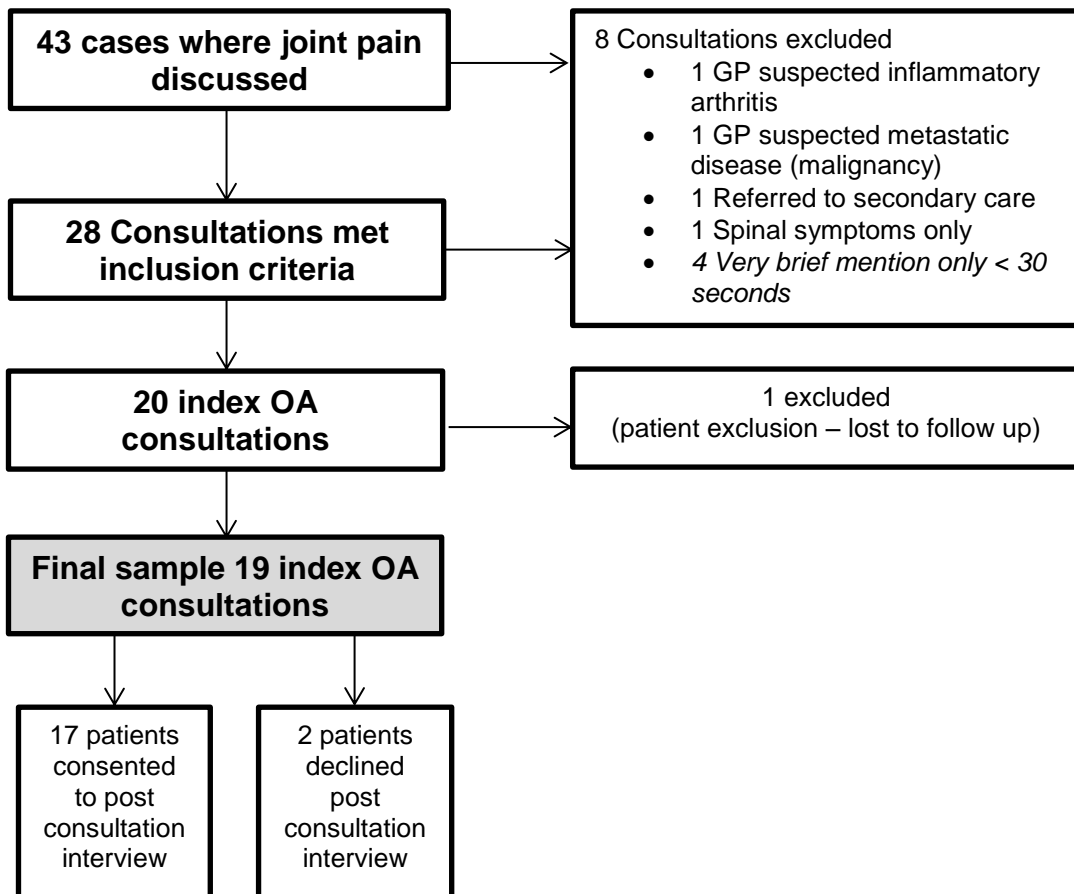 43 cases where joint pain
discussed
8 Consultations excluded
• 1 GP suspected inflammatory
arthritis
• 1 GP suspected metastatic
disease (malignancy)
• 1 Referred to secondary care
• 1 Spinal symptoms only
• 4 Very brief mention only < 30
seconds
28 Consultations met
inclusion criteria
20 index OA
consultations
1 excluded
(patient exclusion – lost to follow up)
Final sample 19 index OA
consultations
17 patients
consented
to post
consultation
interview
2 patients
declined
post
consultation
interview